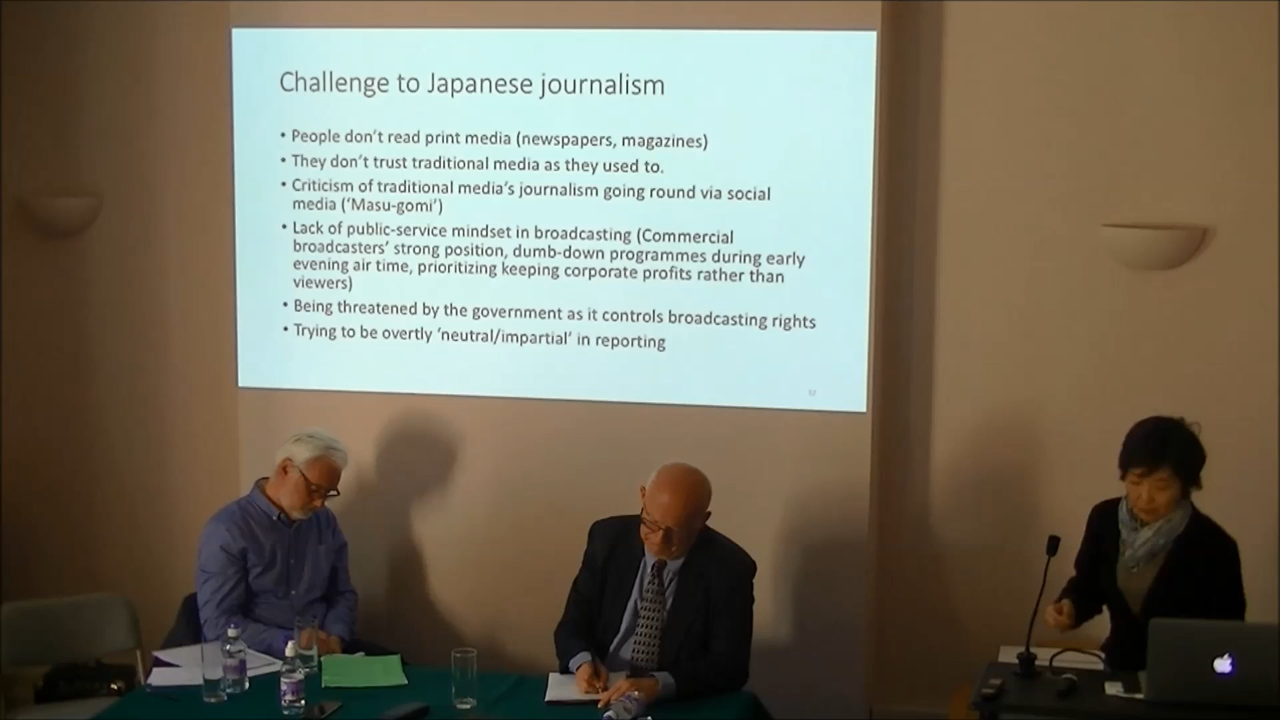 Challenge to Japanese journalism
• People don't read print media (newspapers, magazines)
• They don't trust traditional media as they used to.
• Criticism of traditional media's journalism going round via social
media ('Masu-gomi')
• Lack of public-service mindset in broadcasting (Commercial
broadcasters' strong position, dumb-down programmes during early
evening air time, prioritizing keeping corporate profits rather than
viewers)
• Being threatened by the government as it controls broadcasting rights
• Trying to be overtly 'neutral/impartial' in reporting